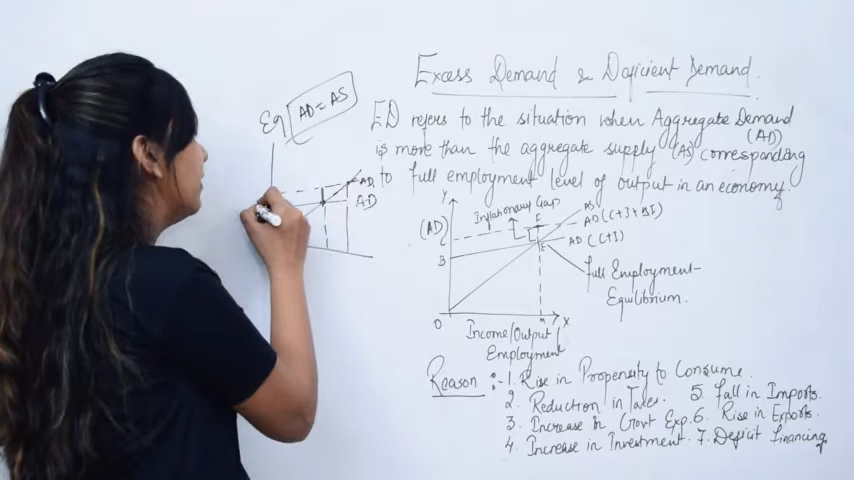 Excess Demand & Deficient Demand.
Eq AD = AS
ED refers to the situation when Aggregate Demand
(AD)
is more than the aggregate supply (AS) corresponding
to full employment level of output in an economy.
AD
AD
Y
(AD)
Inflationary Gap
E
AS
AD (C+I+ΔI)
AD (C+I)
B
E
Full Employment-
Equilibrium.
O
M
X
Income/Output/
Employment
Reason :- 1. Rise in Propensity to Consume.
2. Reduction in Taxes. 5. Fall in Imports.
3. Increase in Govt Exp. 6. Rise in Exports.
4. Increase in Investment. 7. Deficit Financing.